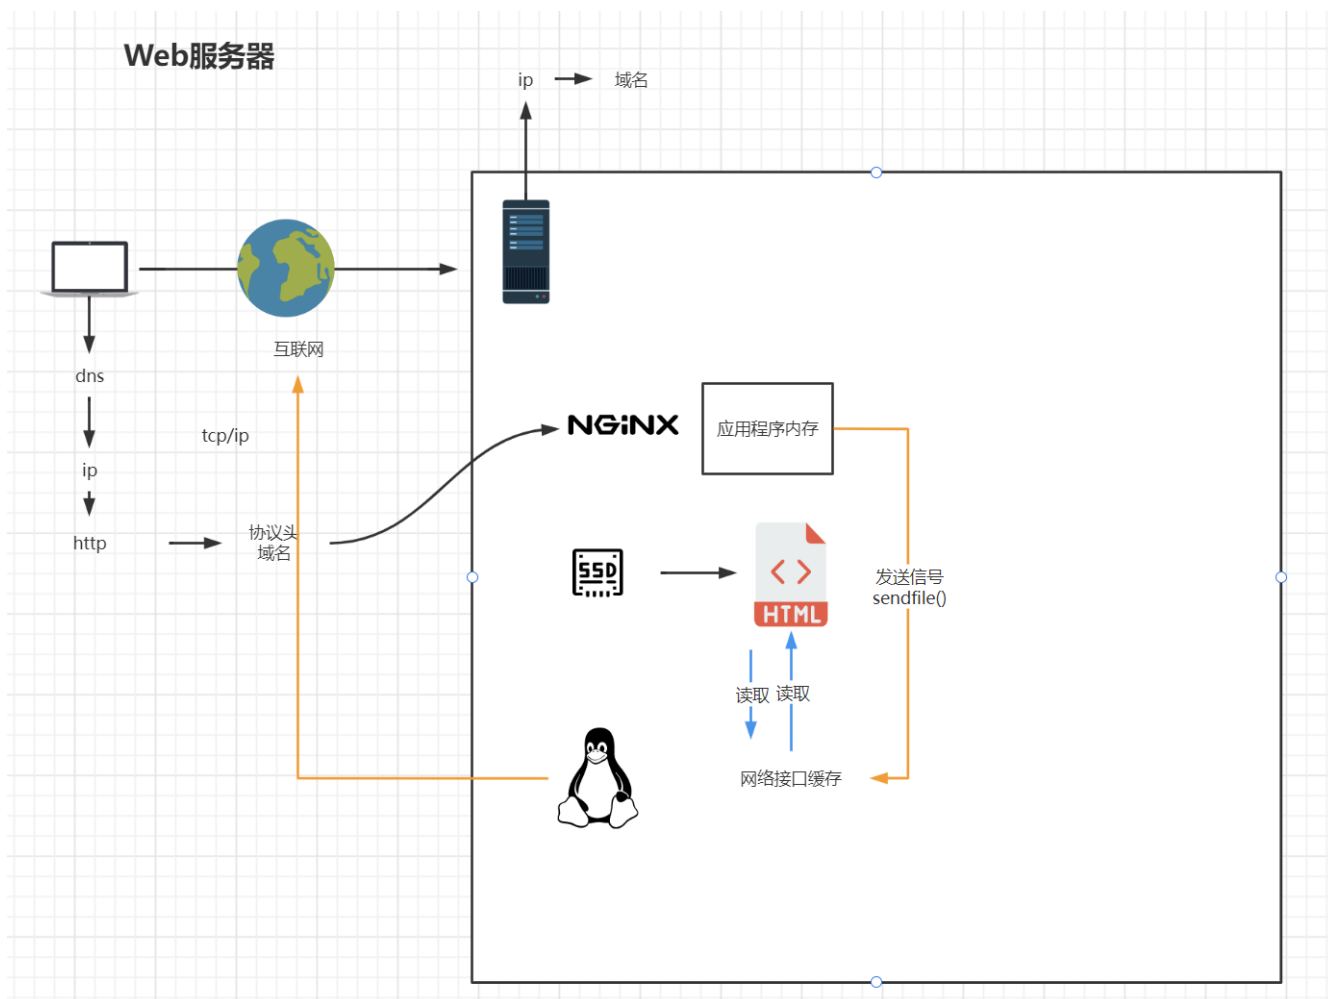 Web服务器
ip
域名
互联网
dns
tcp/ip
ip
http
协议头
域名
NGiNX
应用程序内存
SSD
HTML
发送信号
sendfile()
读取
读取
网络接口缓存